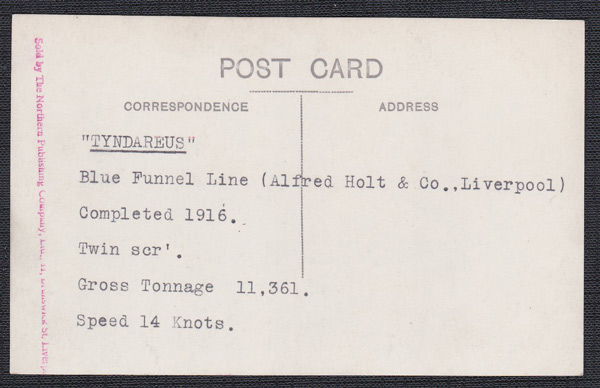 POST CARD
CORRESPONDENCE
ADDRESS
"TYNDAREUS"
Blue Funnel Line (Alfred Holt & Co.,Liverpool)
Completed 1916.
Twin scr'.
Gross Tonnage 11,361.
Speed 14 Knots.
Sold by The Northern Publishing Company, Ltd.,